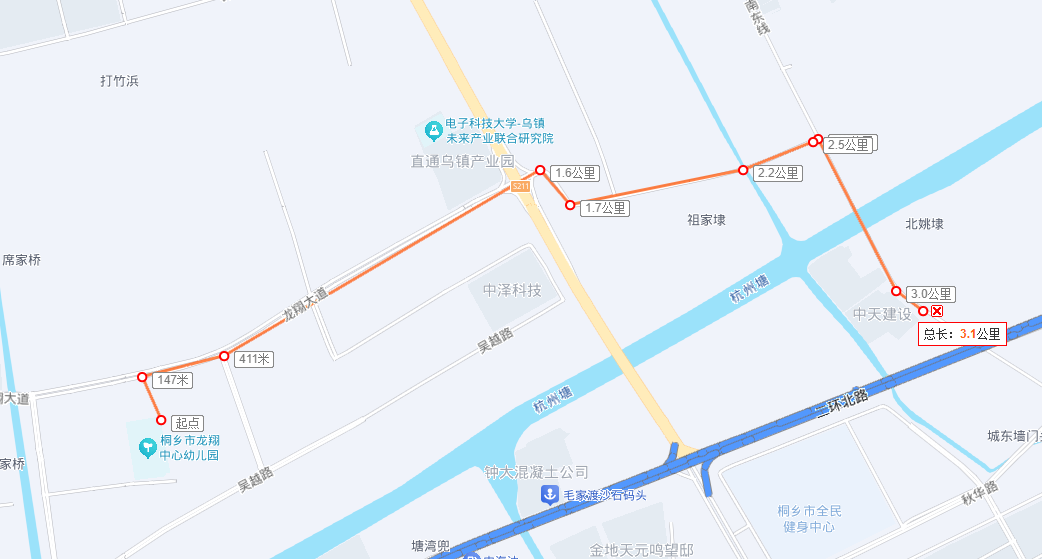 南东线
打竹浜
电子科技大学-乌镇
未来产业联合研究院
直通乌镇产业园
S211
1.6公里
1.7公里
2.2公里
2.5公里
祖家埭
北姚埭
席家桥
中泽科技
龙翔大道
杭州塘
3.0公里
中天建设
总长：3.1公里
吴越路
411米
147米
翔大道
起点
杭州塘
二环北路
桐乡市龙翔
中心幼儿园
家桥
吴越路
城东墙门
钟大混凝土公司
毛家渡沙石码头
秋华路
桐乡市全民
健身中心
塘湾兜
金地天元鸣望邸